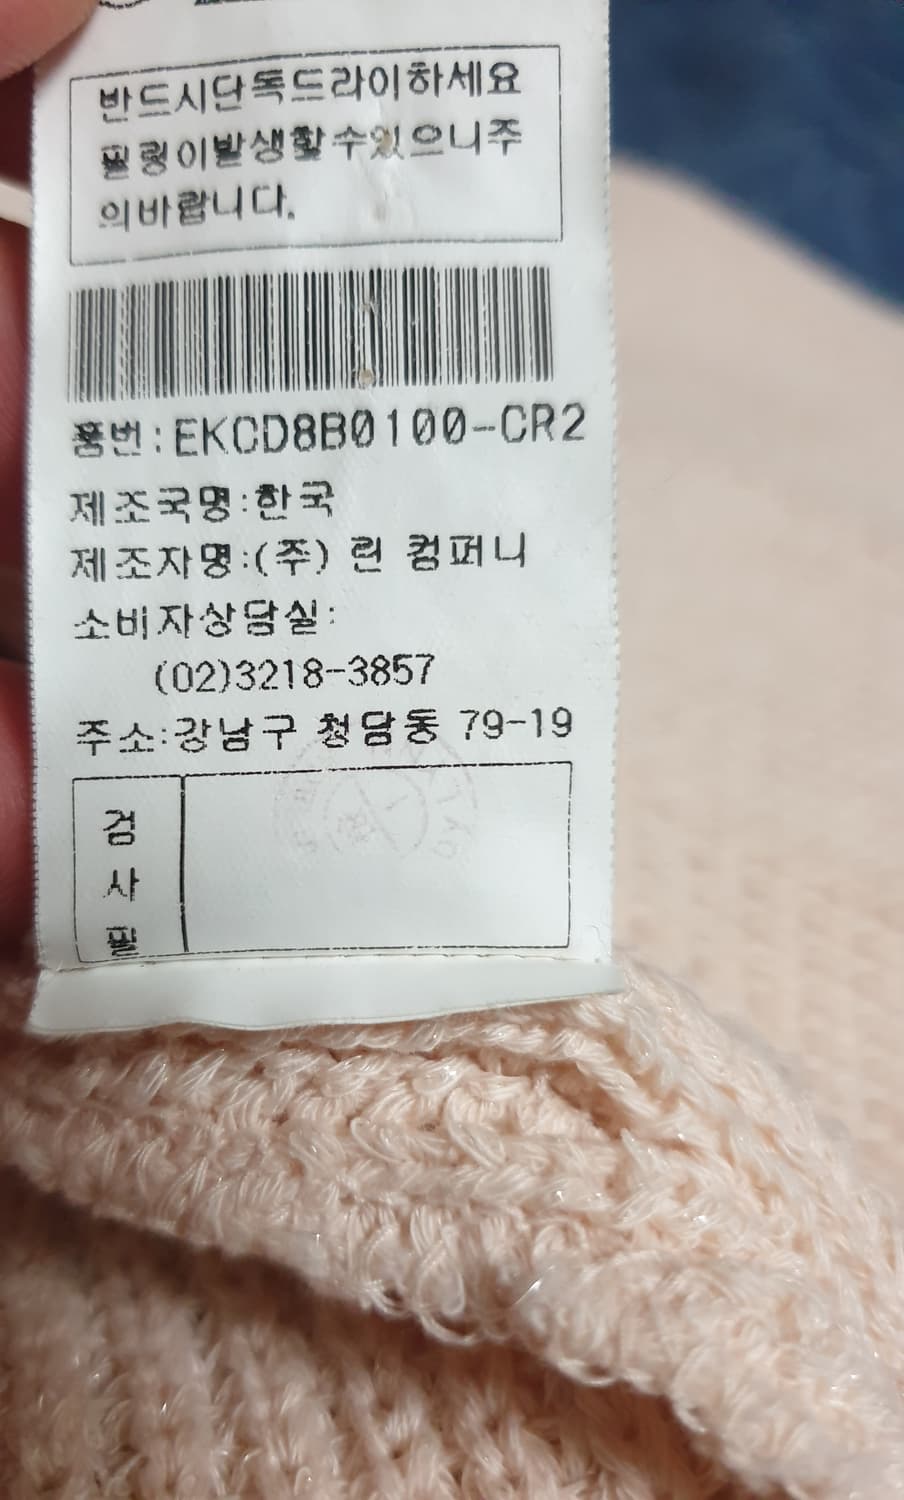 반드시단독드라이하세요
필링이발생할수있으니주
의바랍니다.
품번:EKCD8B0100-CR2
제조국명:한국
제조자명:(주) 린 컴퍼니
소비자상담실:
(02)3218-3857
주소:강남구 청담동 79-19
검
사
필